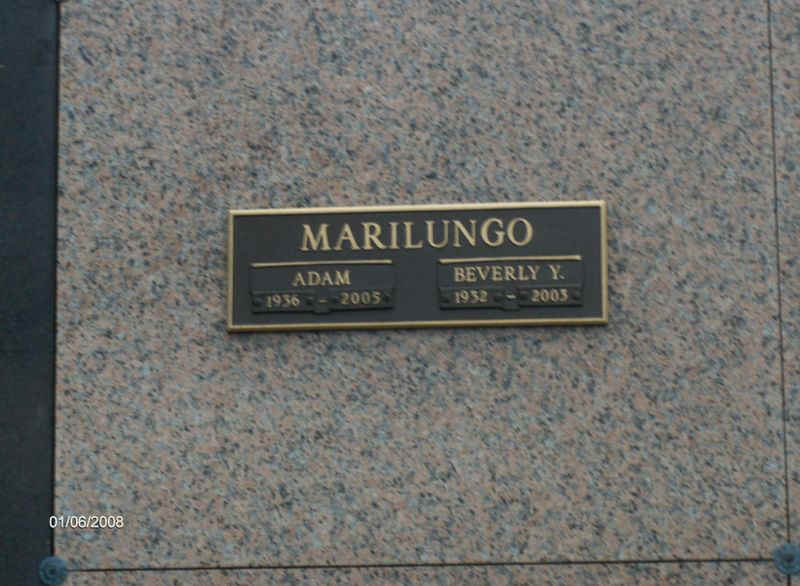 MARILUNGO
ADAM
1936 - 2005
BEVERLY Y.
1932 - 2003
01/06/2008